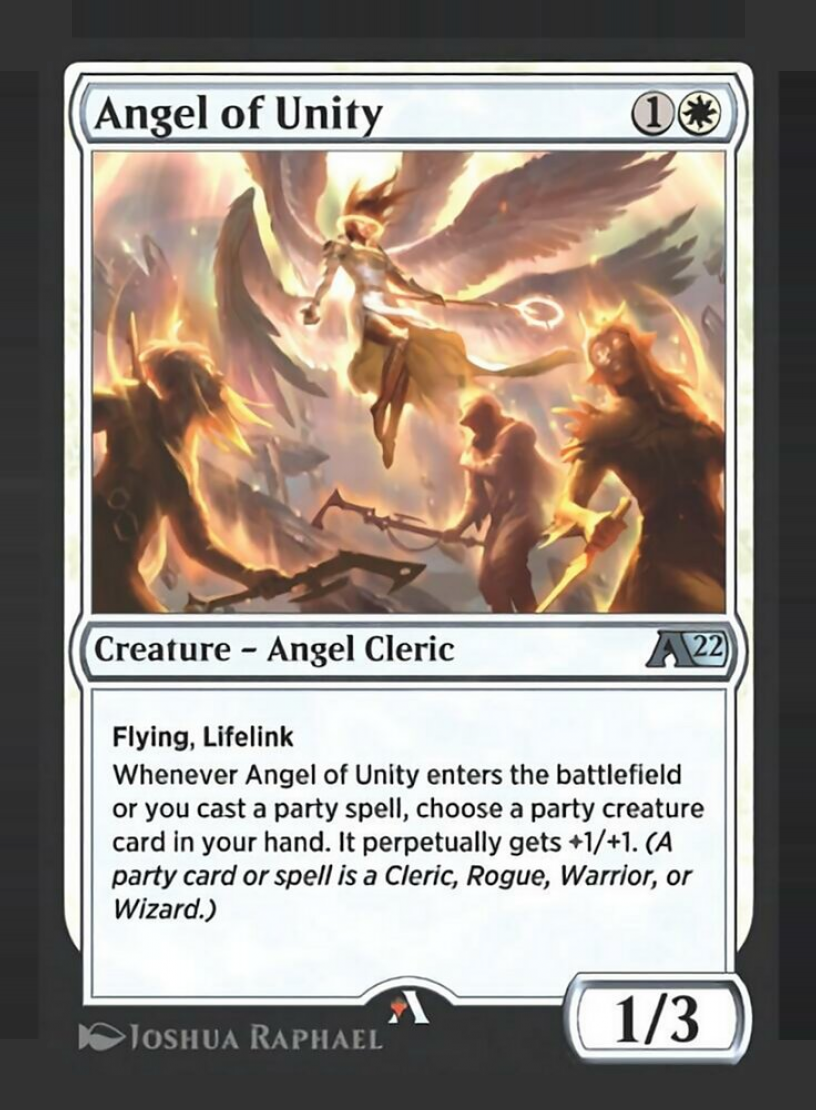 Angel of Unity 1
Creature – Angel Cleric A22
Flying, Lifelink
Whenever Angel of Unity enters the battlefield
or you cast a party spell, choose a party creature
card in your hand. It perpetually gets +1/+1. (A
party card or spell is a Cleric, Rogue, Warrior, or
Wizard.)
1/3
Joshua Raphael